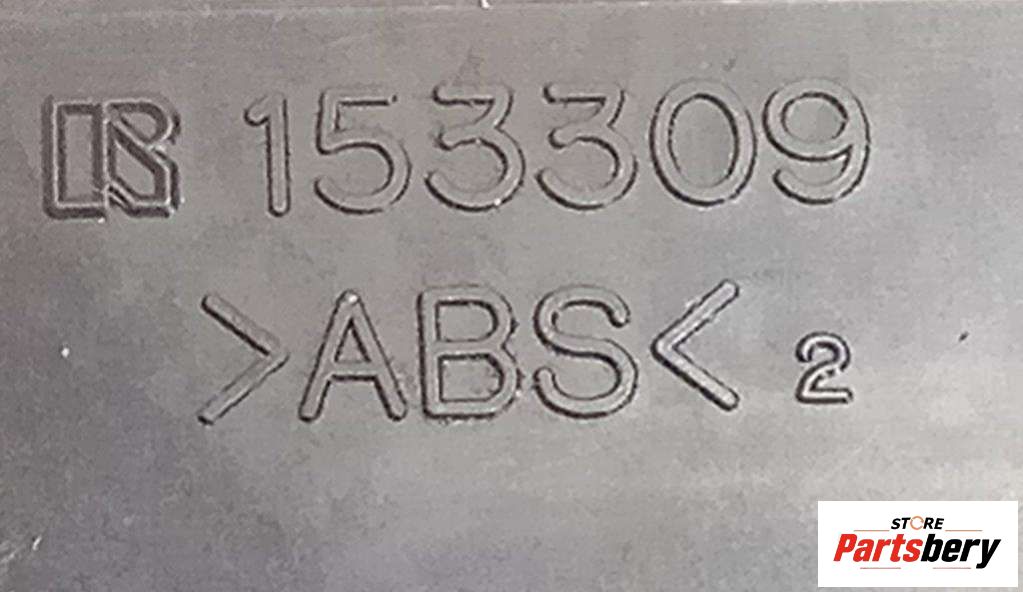 153309
>ABS< 2
STORE
Partsbery